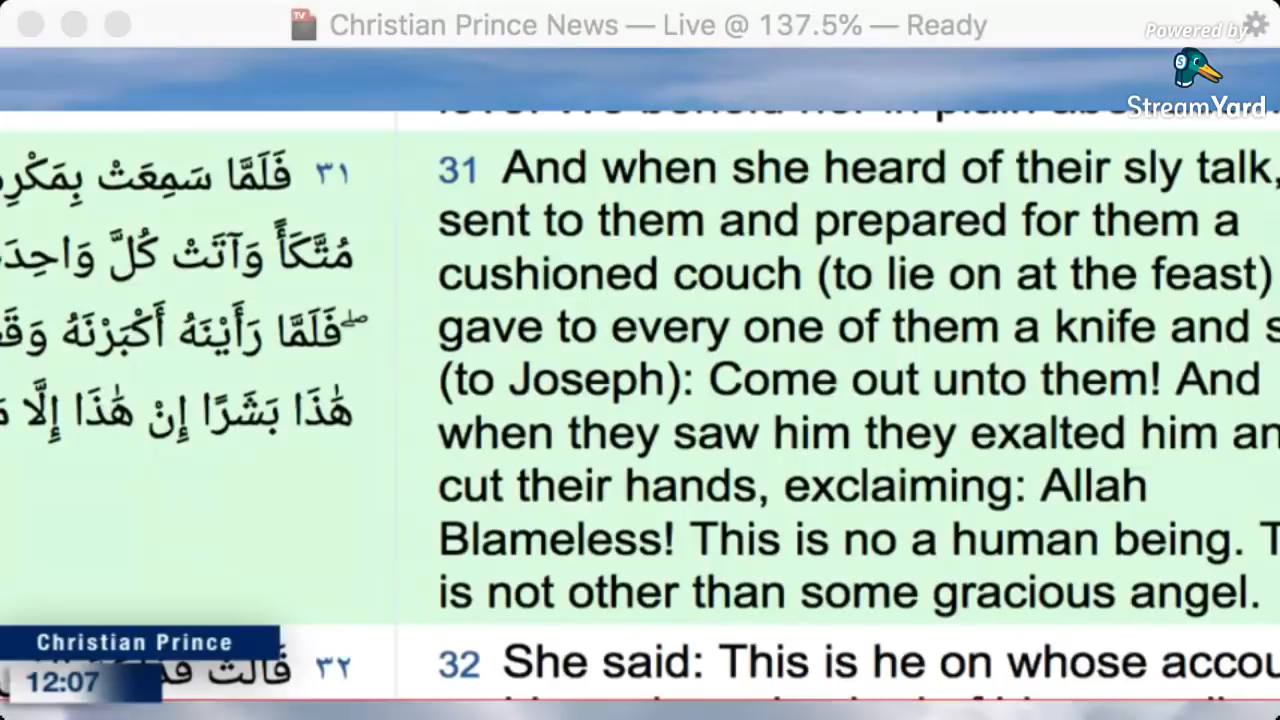 Christian Prince News — Live @ 137.5% — Ready
Powered by
StreamYard
٣١ فَلَمَّا سَمِعَتْ
مُتَّكَأً وَآتَتْ كُلَّ
فَلَمَّا رَأَيْنَهُ أَكْبَرْنَهُ
هَٰذَا بَشَرًا إِنْ هَٰذَا إِلَّا
31 And when she heard of their sly talk,
sent to them and prepared for them a
cushioned couch (to lie on at the feast)
gave to every one of them a knife and
(to Joseph): Come out unto them! And
when they saw him they exalted him
cut their hands, exclaiming: Allah
Blameless! This is no a human being.
is not other than some gracious angel.
٣٢ قَالَتْ
32 She said: This is he on whose
Christian Prince
12:07